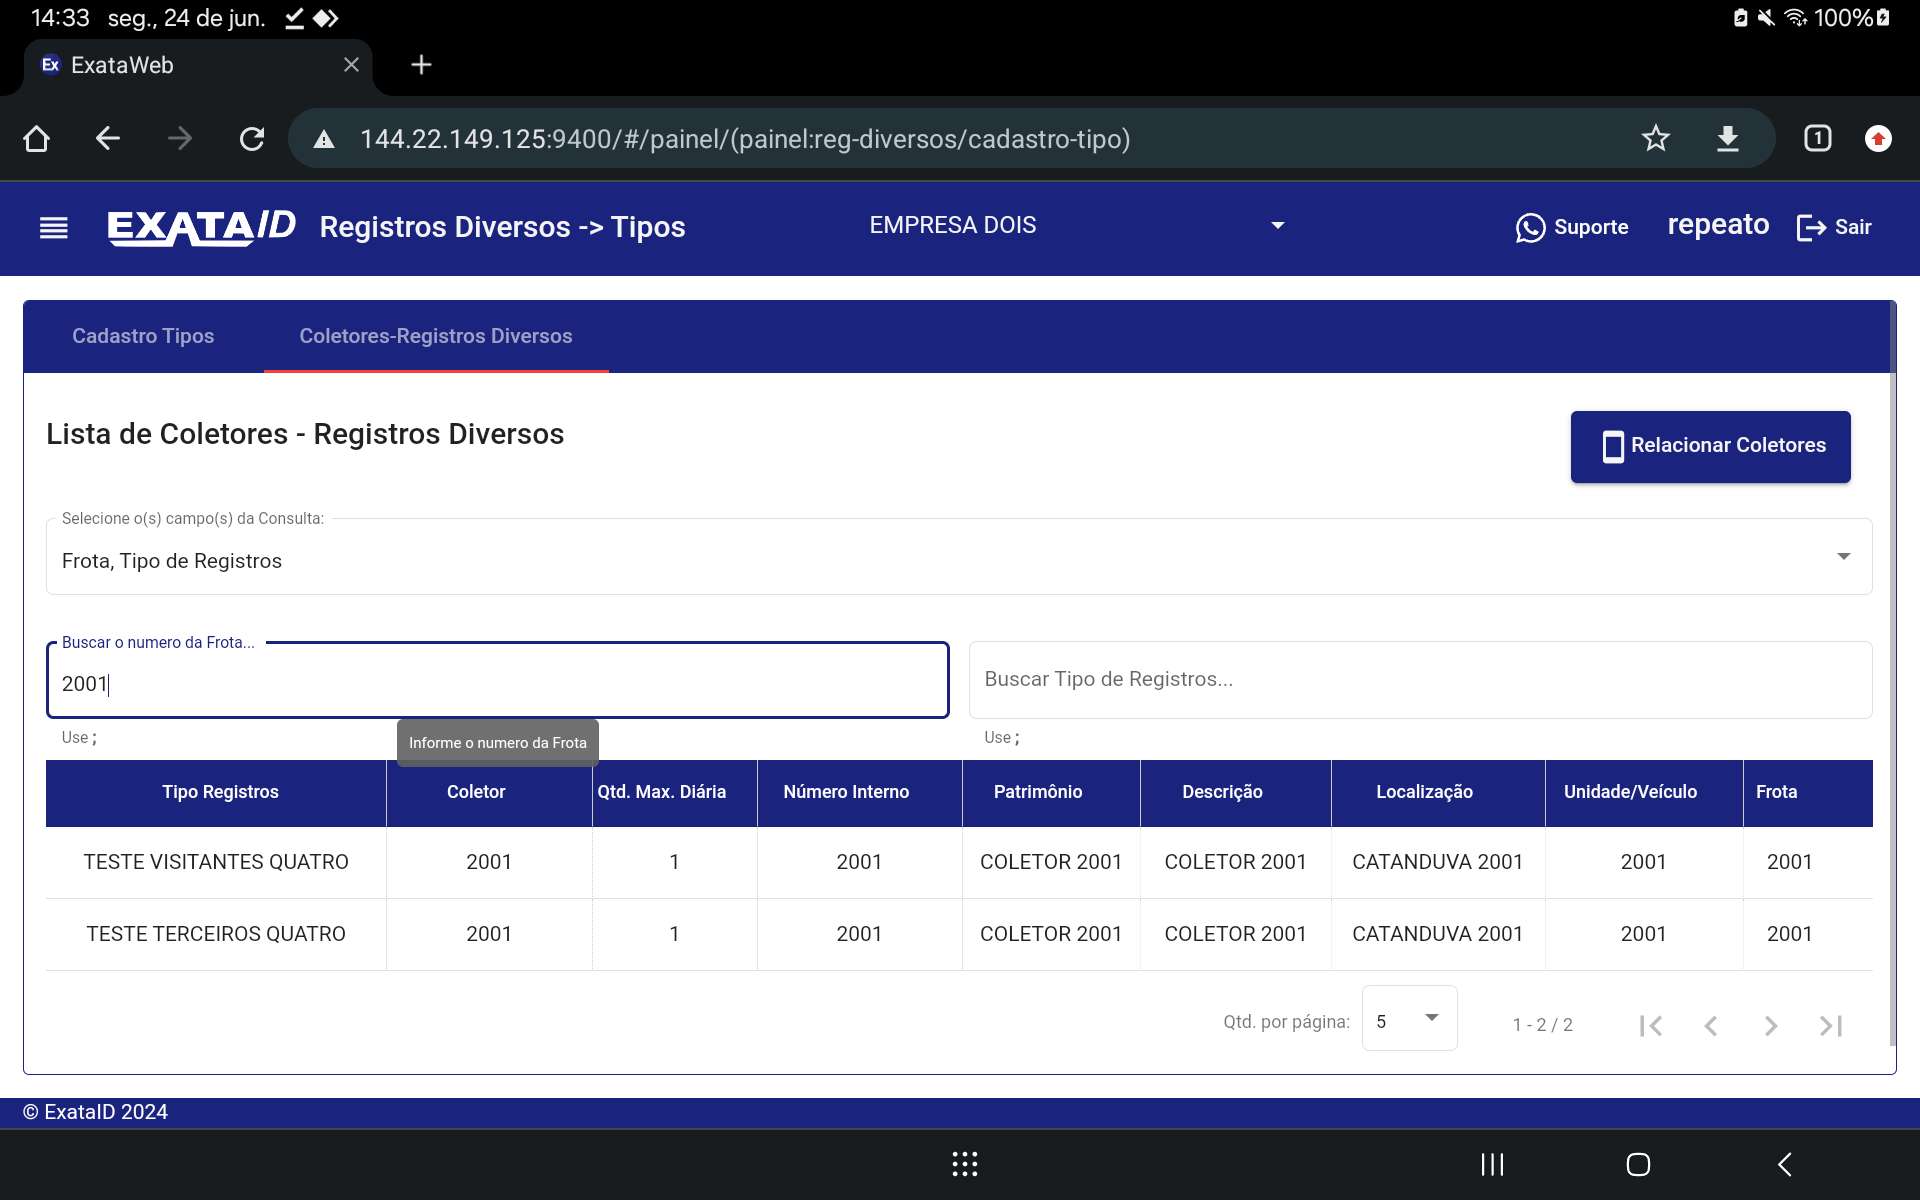 14:33 seg., 24 de jun. 100%
Ex ExataWeb
144.22.149.125:9400/#/painel/(painel:reg-diversos/cadastro-tipo) 1
EXATAID Registros Diversos -> Tipos EMPRESA DOIS Suporte repeato Sair
Cadastro Tipos Coletores-Registros Diversos
Lista de Coletores - Registros Diversos Relacionar Coletores
Selecione o(s) campo(s) da Consulta:
Frota, Tipo de Registros
Buscar o numero da Frota...
2001 Buscar Tipo de Registros...
Use ; Informe o numero da Frota Use ;
Tipo Registros Coletor Qtd. Max. Diária Número Interno Patrimônio Descrição Localização Unidade/Veículo Frota
TESTE VISITANTES QUATRO 2001 1 2001 COLETOR 2001 COLETOR 2001 CATANDUVA 2001 2001 2001
TESTE TERCEIROS QUATRO 2001 1 2001 COLETOR 2001 COLETOR 2001 CATANDUVA 2001 2001 2001
Qtd. por página: 5 1 - 2 / 2
© ExataID 2024